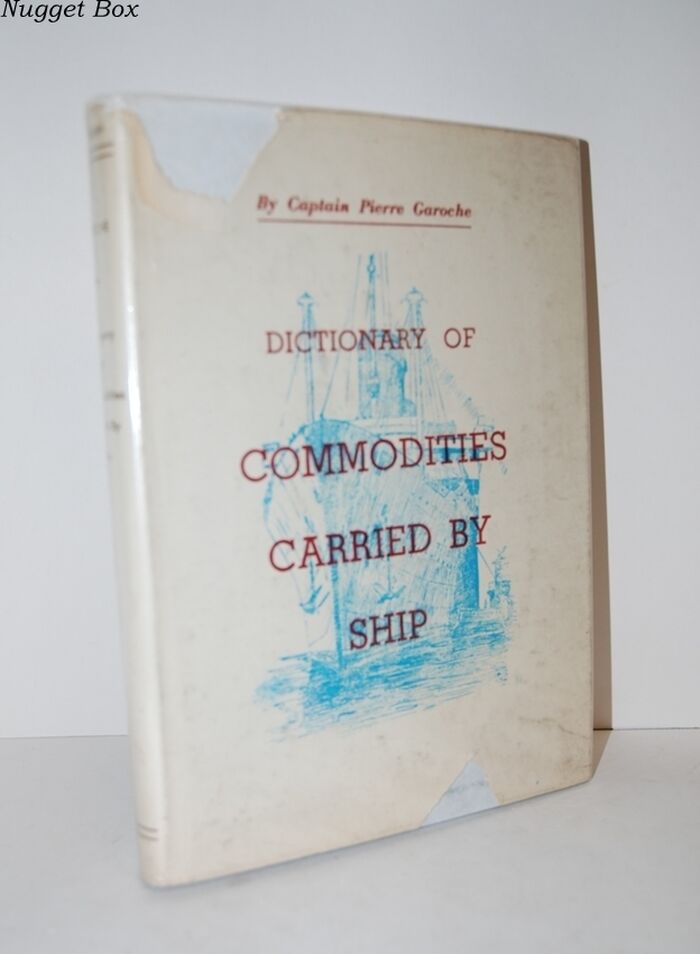 Nugget Box
By Captain Pierre Garoche
DICTIONARY OF
COMMODITIES
CARRIED BY
SHIP